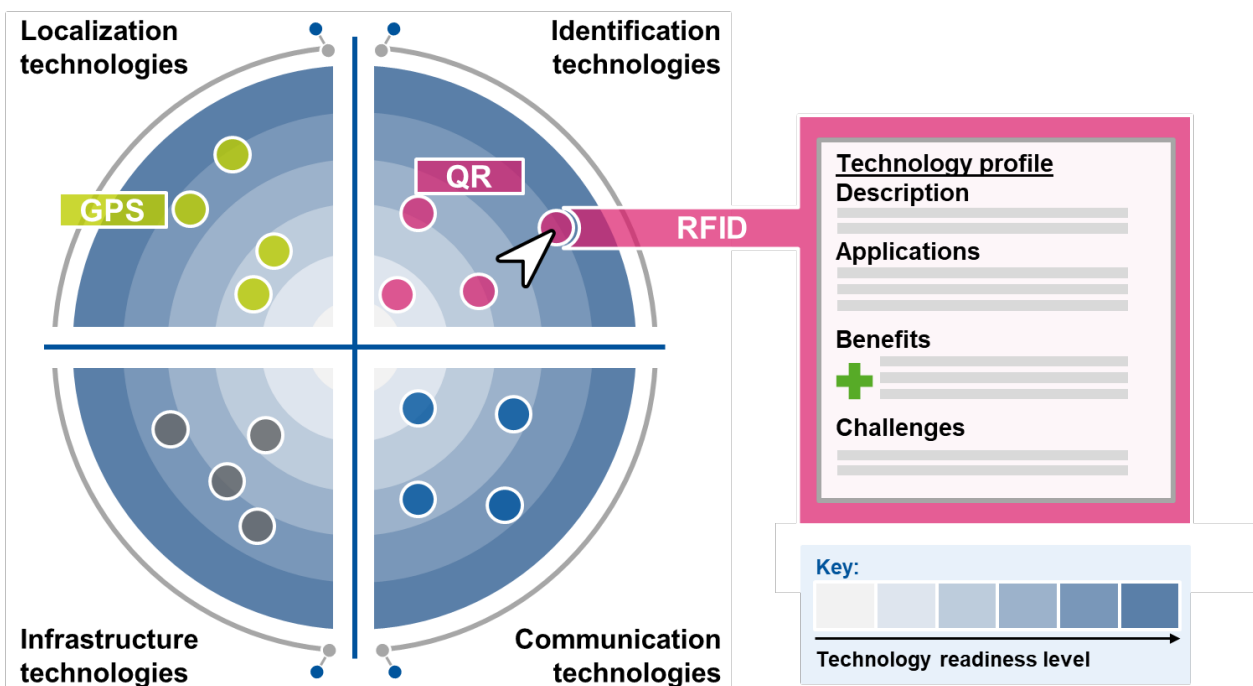 Localization
technologies
Identification
technologies
GPS
QR
RFID
Technology profile
Description
Applications
Benefits
Challenges
Infrastructure
technologies
Communication
technologies
Key:
Technology readiness level